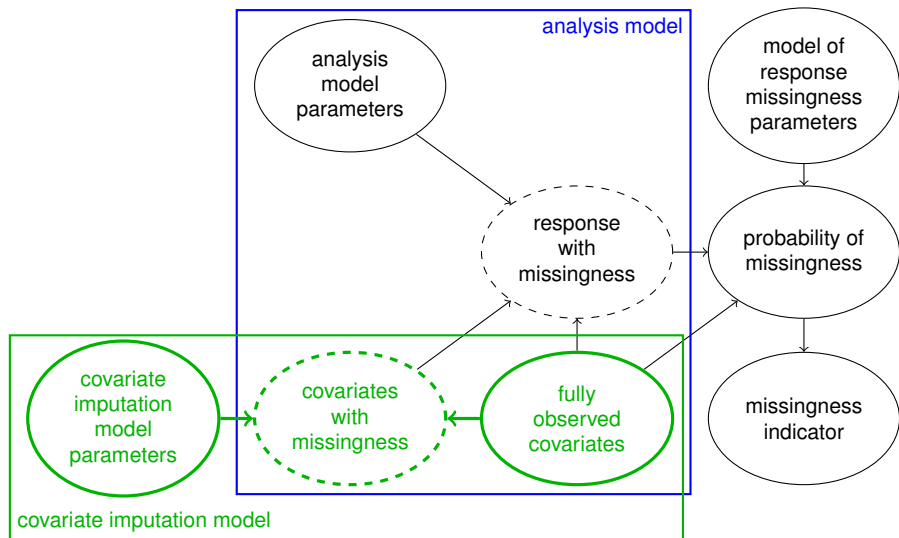 analysis model
analysis
model
parameters
model of
response
missingness
parameters
response
with
missingness
probability of
missingness
covariate
imputation
model
parameters
covariates
with
missingness
fully
observed
covariates
missingness
indicator
covariate imputation model